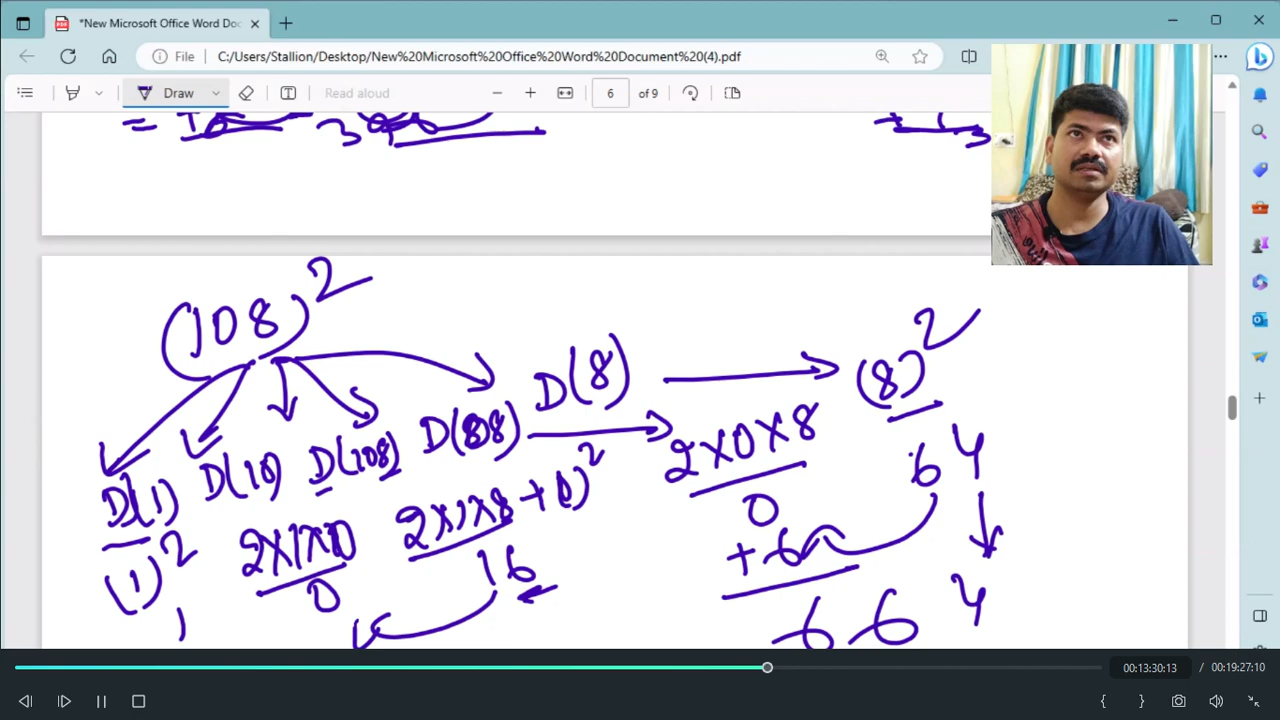 *New Microsoft Office Word Doc
File C:/Users/Stallion/Desktop/New%20Microsoft%20Office%20Word%20Document%20(4).pdf
Draw Read aloud 6 of 9
(108)²
D(1) D(10) D(108) D(08) D(8) → (8)²
(1)² 2×1×0 2×1×8+(0)² 2×0×8 64
1 0 16 0
+6
6 6 4
00:13:30:13 / 00:19:27:10